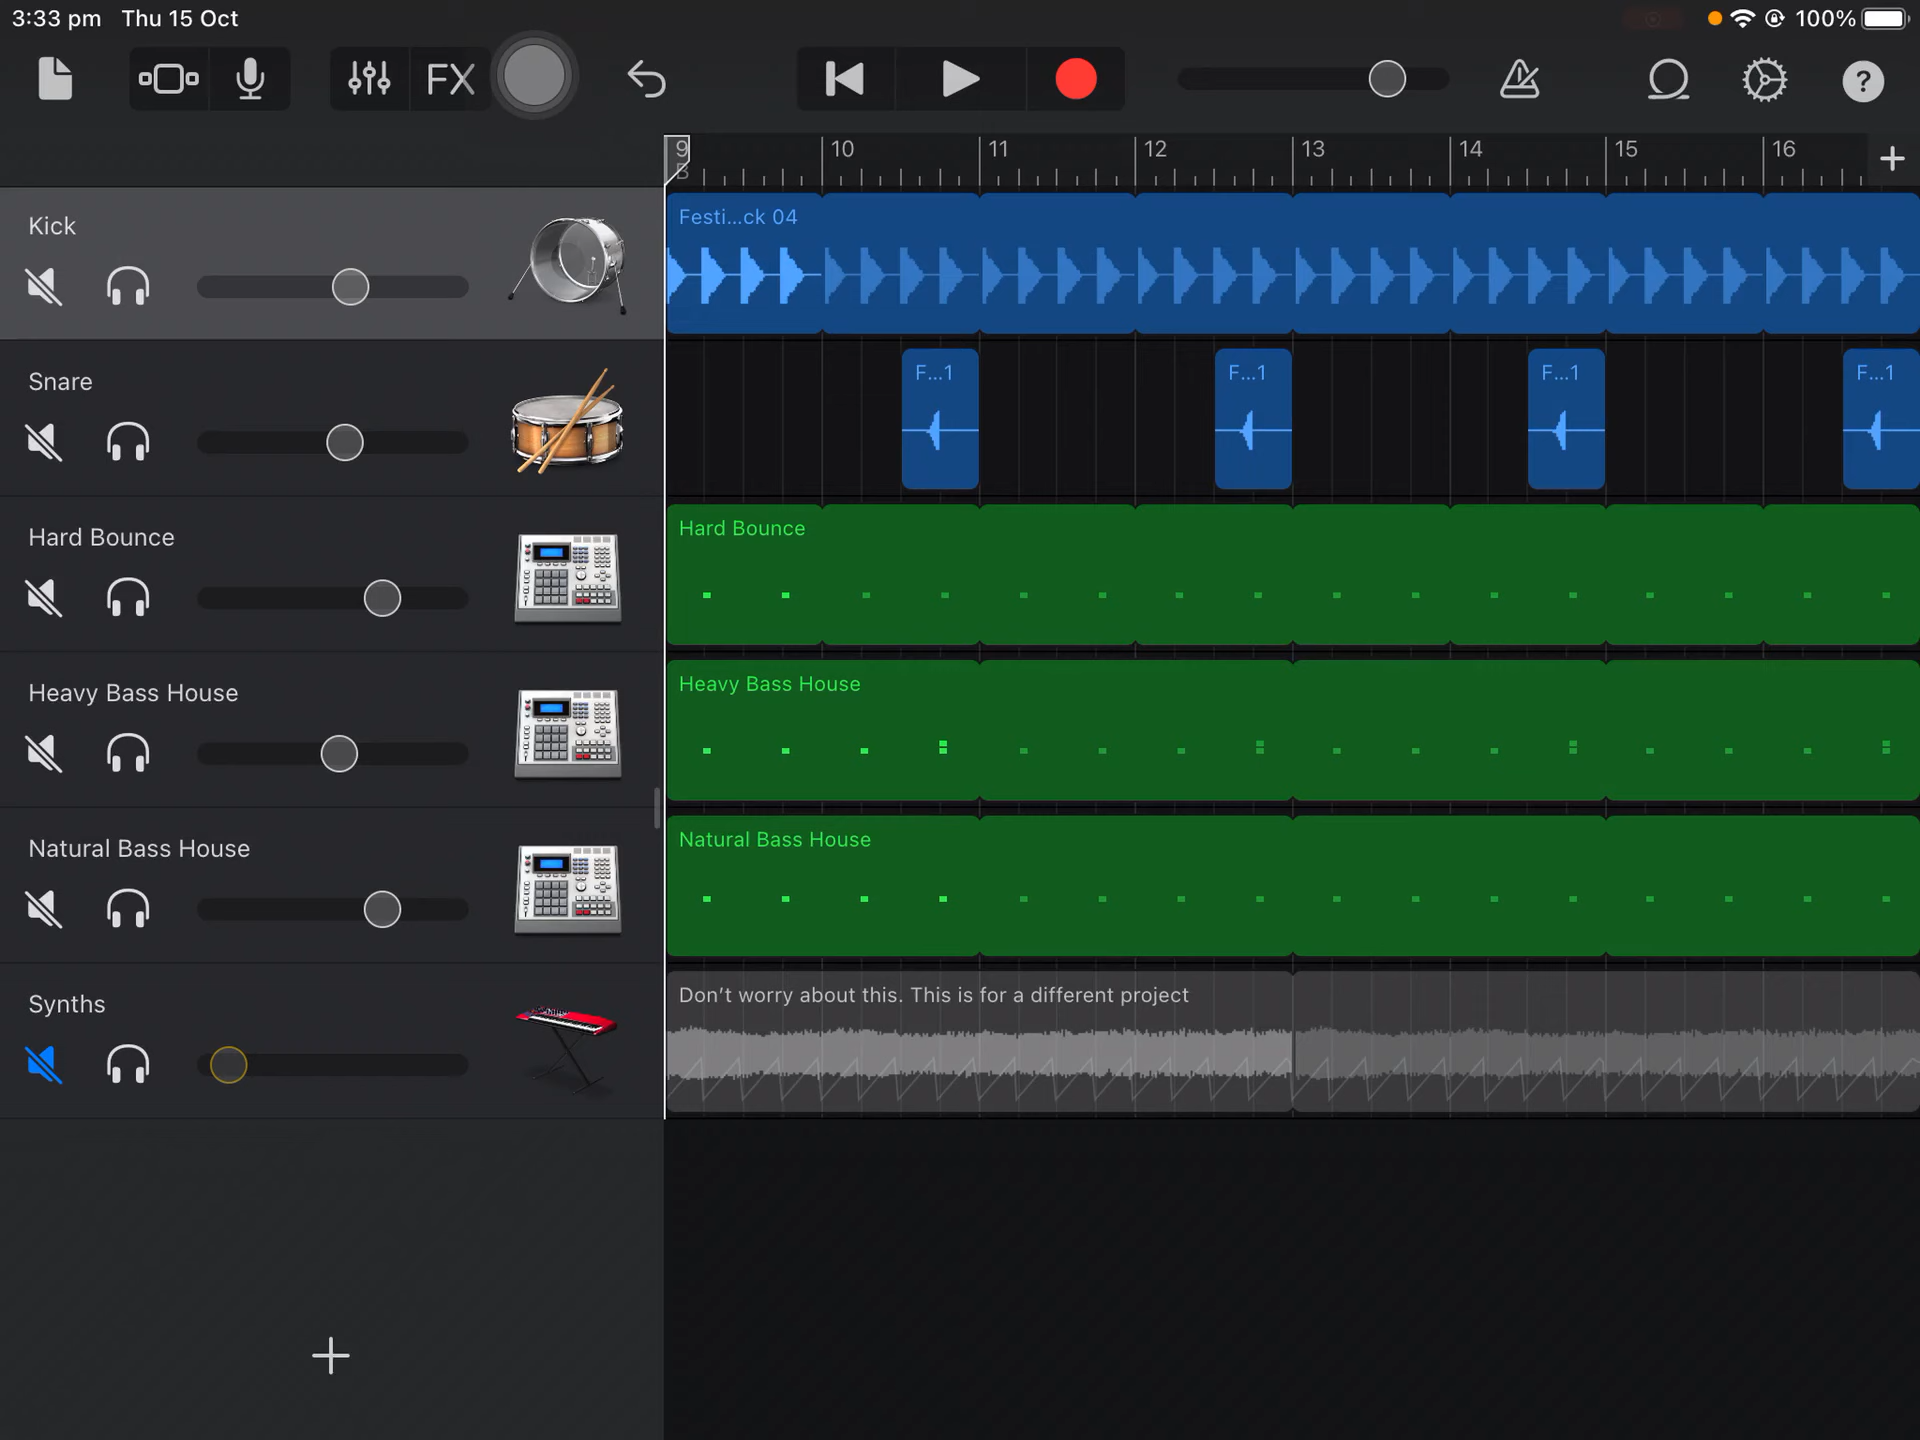 3:33 pm Thu 15 Oct
100%
FX
?
9 10 11 12 13 14 15 16
B
Kick
Festi...ck 04
Snare
F...1 F...1 F...1 F...1
Hard Bounce
Hard Bounce
Heavy Bass House
Heavy Bass House
Natural Bass House
Natural Bass House
Synths
Don’t worry about this. This is for a different project